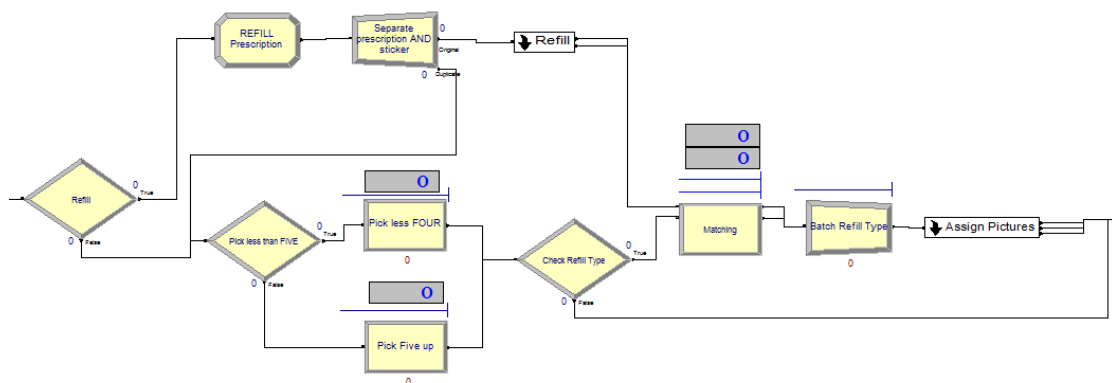 REFILL
Prescription
Separate
prescription AND
sticker
0
Original
0
Duplicate
Refill
Refill
0
True
0
False
Pick less than FIVE
0
True
0
False
0
Pick less FOUR
0
0
Pick Five up
0
Check Refill Type
0
True
0
False
0
0
Matching
Batch Refill Type
0
Assign Pictures